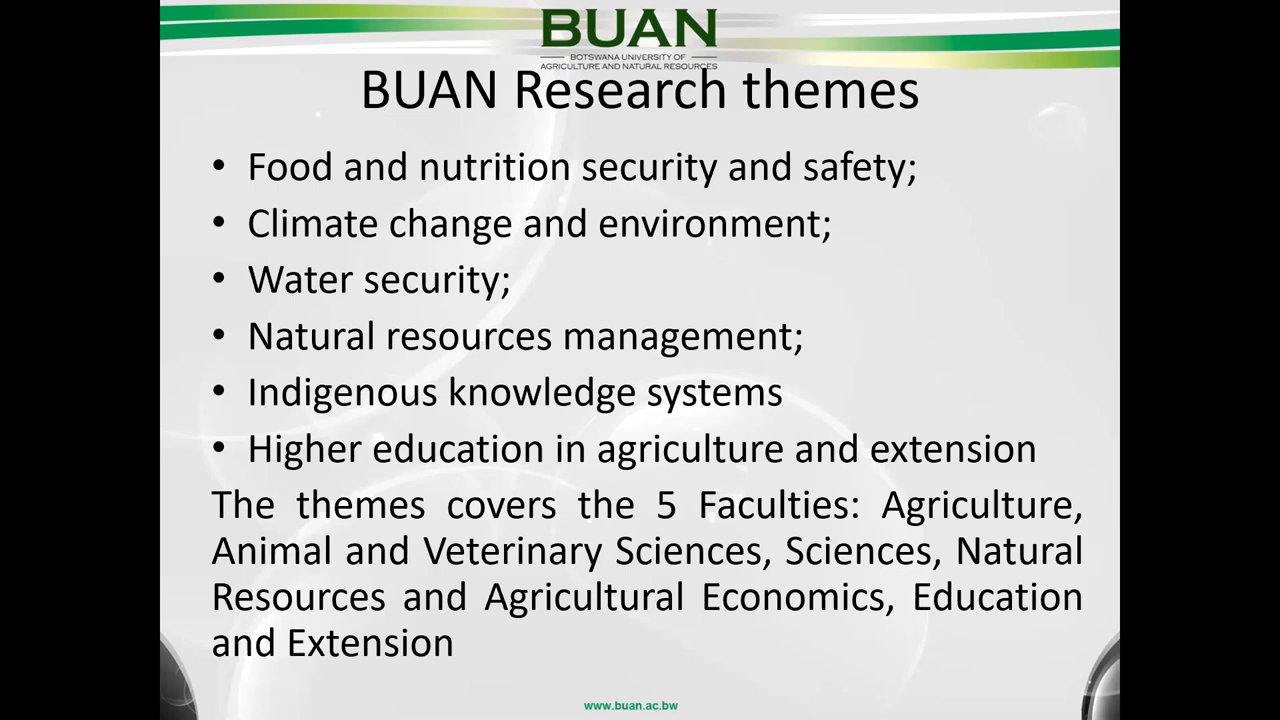 BUAN
BOTSWANA UNIVERSITY OF
AGRICULTURE AND NATURAL RESOURCES
BUAN Research themes
• Food and nutrition security and safety;
• Climate change and environment;
• Water security;
• Natural resources management;
• Indigenous knowledge systems
• Higher education in agriculture and extension
The themes covers the 5 Faculties: Agriculture,
Animal and Veterinary Sciences, Sciences, Natural
Resources and Agricultural Economics, Education
and Extension
www.buan.ac.bw